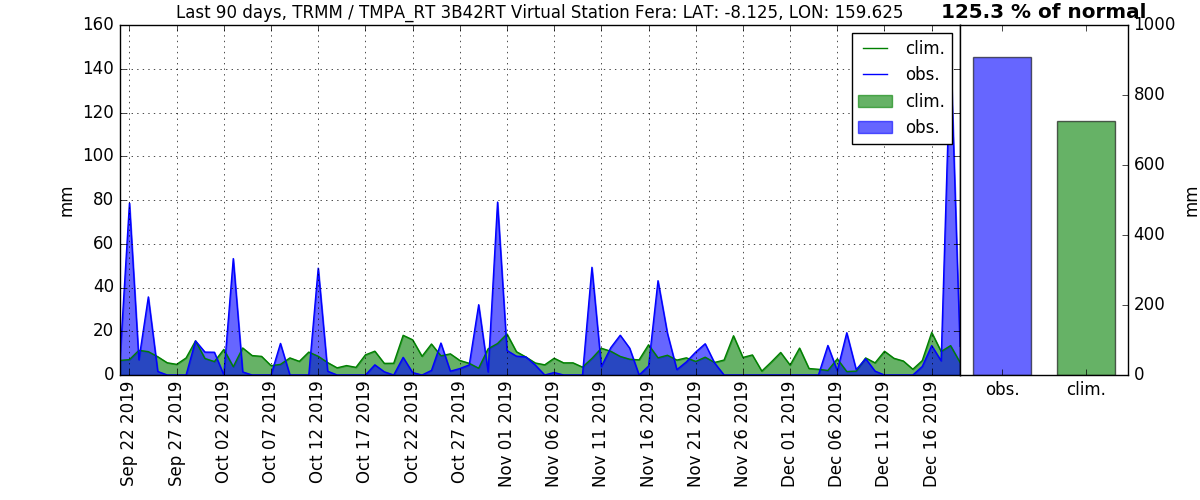 Last 90 days, TRMM / TMPA_RT 3B42RT Virtual Station Fera: LAT: -8.125, LON: 159.625
125.3 % of normal
160
140
120
100
80
60
40
20
0
mm
clim.
obs.
clim.
obs.
1000
800
600
400
200
0
mm
Sep 22 2019
Sep 27 2019
Oct 02 2019
Oct 07 2019
Oct 12 2019
Oct 17 2019
Oct 22 2019
Oct 27 2019
Nov 01 2019
Nov 06 2019
Nov 11 2019
Nov 16 2019
Nov 21 2019
Nov 26 2019
Dec 01 2019
Dec 06 2019
Dec 11 2019
Dec 16 2019
obs.
clim.